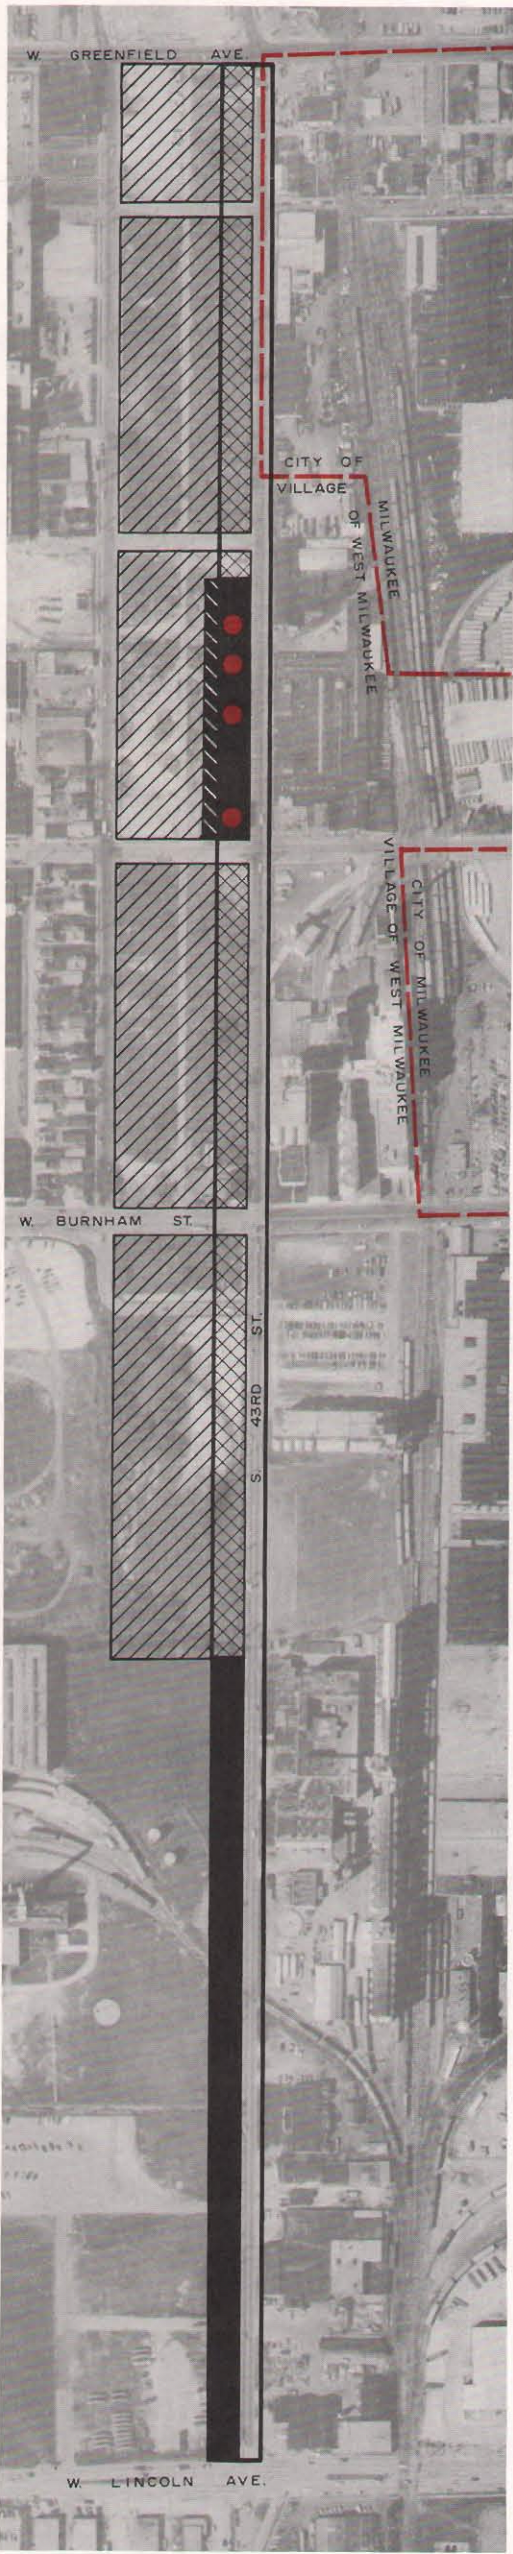 W. GREENFIELD AVE.
CITY OF
VILLAGE
MILWAUKEE
OF WEST MILWAUKEE
CITY OF MILWAUKEE
VILLAGE OF WEST MILWAUKEE
W. BURNHAM ST.
S. 43RD ST.
W. LINCOLN AVE.